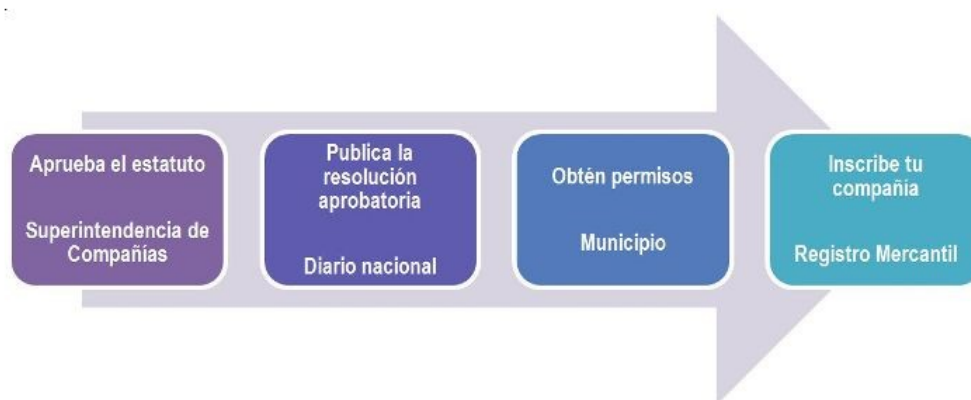 .
Aprueba el estatuto
Superintendencia de
Compañías
Publica la
resolución
aprobatoria
Diario nacional
Obtén permisos
Municipio
Inscribe tu
compañía
Registro Mercantil